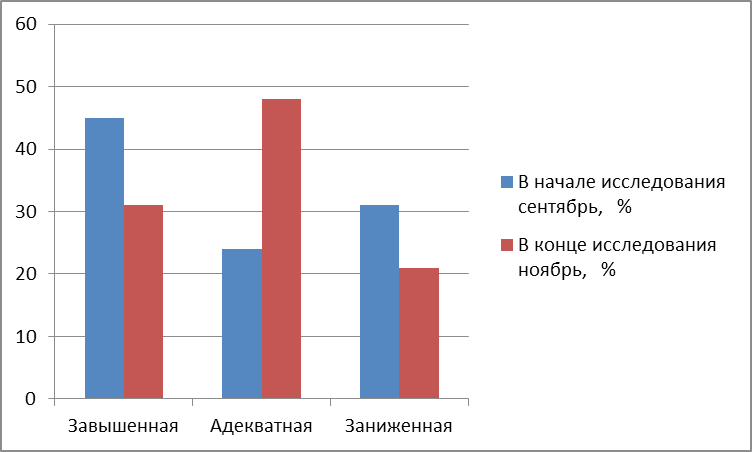 60
50
40
30
20
10
0
Завышенная
Адекватная
Заниженная
В начале исследования
сентябрь, %
В конце исследования
ноябрь, %